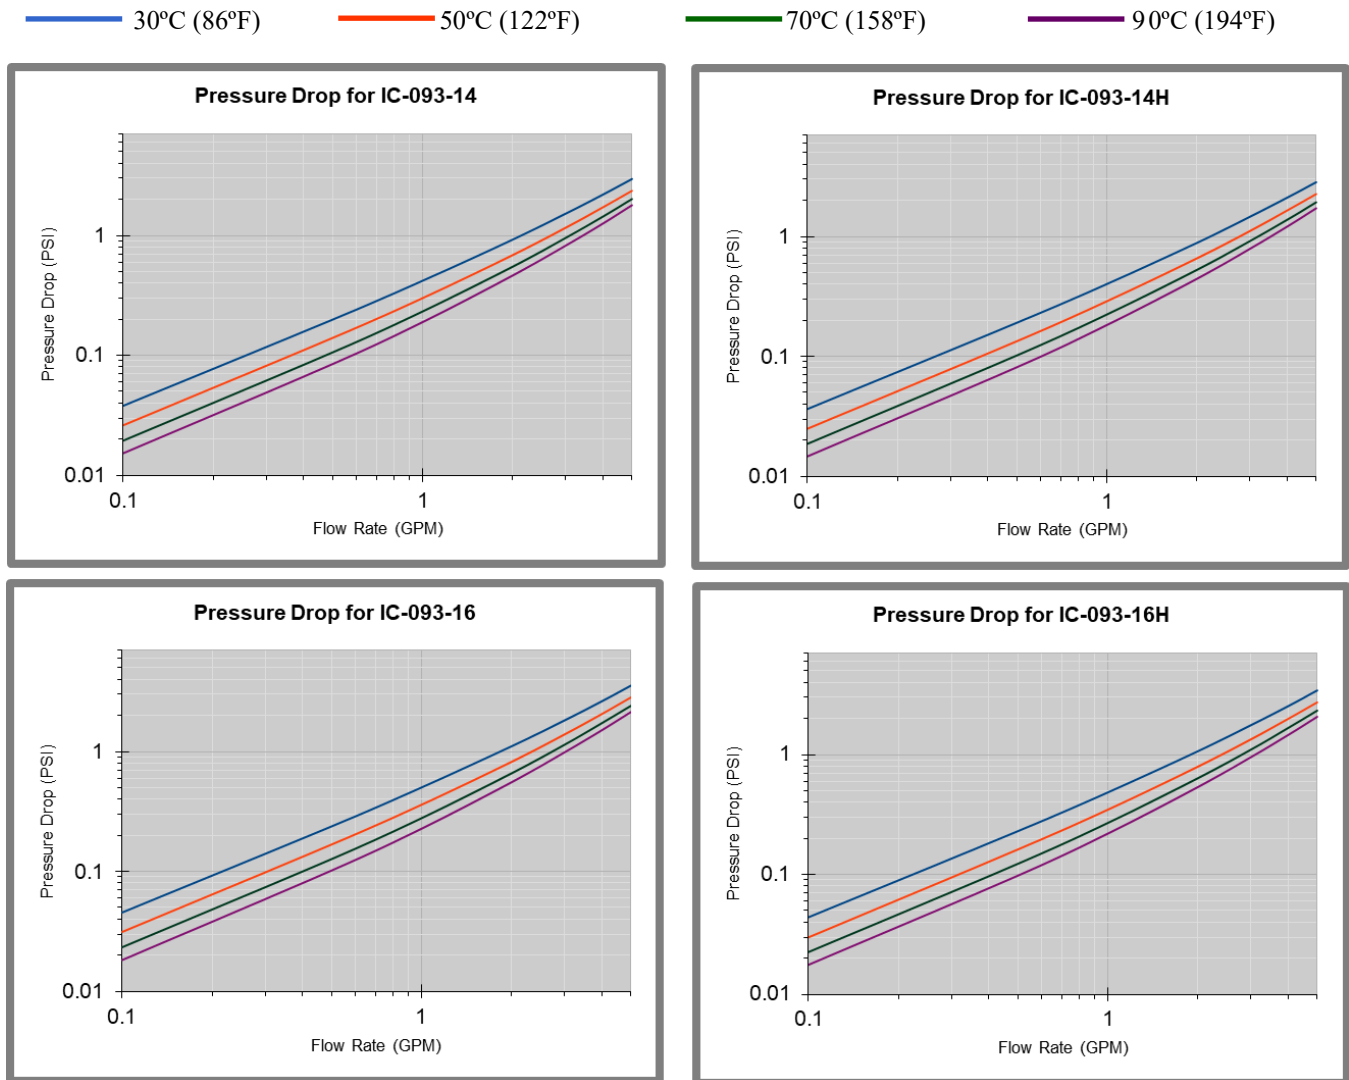 30ºC (86ºF) 50ºC (122ºF) 70ºC (158ºF) 90ºC (194ºF)
Pressure Drop for IC-093-14
Pressure Drop (PSI)
1
0.1
0.01
0.1 1
Flow Rate (GPM)
Pressure Drop for IC-093-14H
Pressure Drop (PSI)
1
0.1
0.01
0.1 1
Flow Rate (GPM)
Pressure Drop for IC-093-16
Pressure Drop (PSI)
1
0.1
0.01
0.1 1
Flow Rate (GPM)
Pressure Drop for IC-093-16H
Pressure Drop (PSI)
1
0.1
0.01
0.1 1
Flow Rate (GPM)